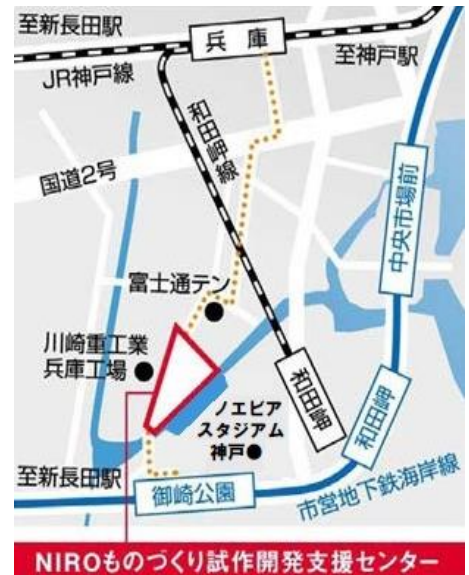 至新長田駅
兵庫
至神戸駅
JR神戸線
和田岬線
国道2号
中央市場前
富士通テン
川崎重工業
兵庫工場
和田岬
ノエビア
スタジアム
神戸
和田岬
至新長田駅
御崎公園
市営地下鉄海岸線
NIROものづくり試作開発支援センター